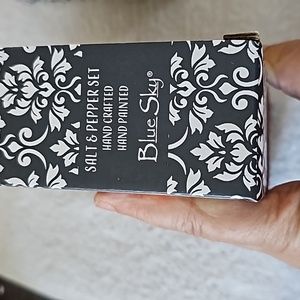 SALT & PEPPER SET
HAND CRAFTED
HAND PAINTED
Blue Sky®